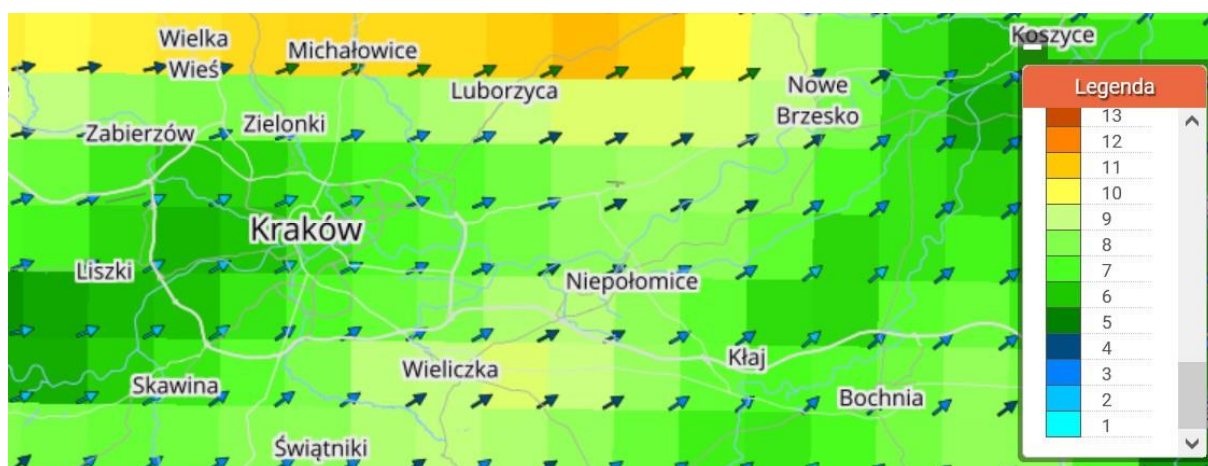 Wielka
Wieś
Michałowice
Koszyce
Luborzyca
Nowe
Brzesko
Zabierzów
Zielonki
Kraków
Liszki
Niepołomice
Kłaj
Wieliczka
Skawina
Bochnia
Świątniki
Legenda
13
12
11
10
9
8
7
6
5
4
3
2
1